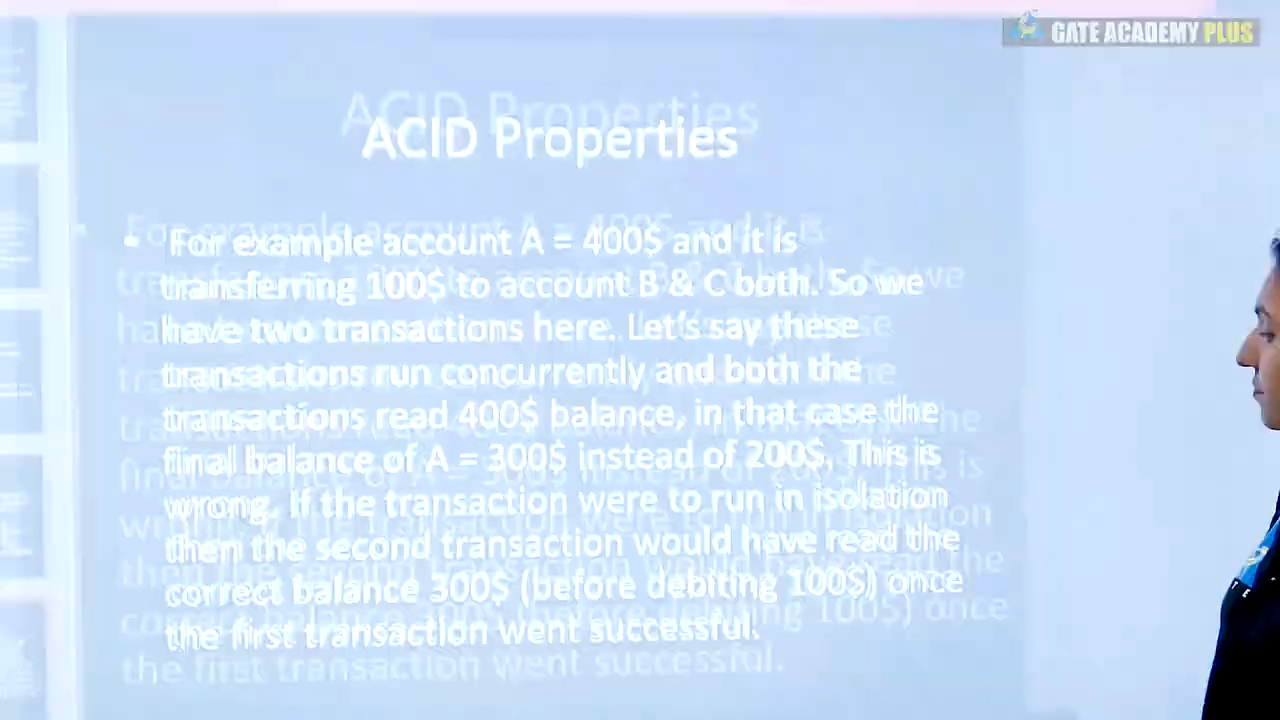 GATE ACADEMY PLUS
ACID Properties
• For example account A = 400$ and it is
transferring 100$ to account B & C both. So we
have two transactions here. Let's say these
transactions run concurrently and both the
transactions read 400$ balance, in that case the
final balance of A = 300$ instead of 200$. This is
wrong. If the transaction were to run in isolation
then the second transaction would have read the
correct balance 300$ (before debiting 100$) once
the first transaction went successful.